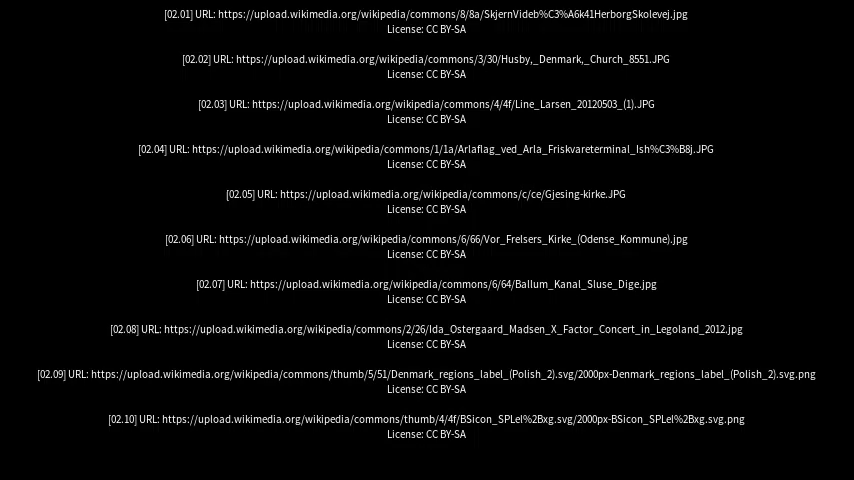 [02.01] URL: https://upload.wikimedia.org/wikipedia/commons/8/8a/SkjernVideb%C3%A6k41HerborgSkolevej.jpg
License: CC BY-SA
[02.02] URL: https://upload.wikimedia.org/wikipedia/commons/3/30/Husby,_Denmark,_Church_8551.JPG
License: CC BY-SA
[02.03] URL: https://upload.wikimedia.org/wikipedia/commons/4/4f/Line_Larsen_20120503_(1).JPG
License: CC BY-SA
[02.04] URL: https://upload.wikimedia.org/wikipedia/commons/1/1a/Arlaflag_ved_Arla_Friskvareterminal_Ish%C3%B8j.JPG
License: CC BY-SA
[02.05] URL: https://upload.wikimedia.org/wikipedia/commons/c/ce/Gjesing-kirke.JPG
License: CC BY-SA
[02.06] URL: https://upload.wikimedia.org/wikipedia/commons/6/66/Vor_Frelsers_Kirke_(Odense_Kommune).jpg
License: CC BY-SA
[02.07] URL: https://upload.wikimedia.org/wikipedia/commons/6/64/Ballum_Kanal_Sluse_Dige.jpg
License: CC BY-SA
[02.08] URL: https://upload.wikimedia.org/wikipedia/commons/2/26/Ida_Ostergaard_Madsen_X_Factor_Concert_in_Legoland_2012.jpg
License: CC BY-SA
[02.09] URL: https://upload.wikimedia.org/wikipedia/commons/thumb/5/51/Denmark_regions_label_(Polish_2).svg/2000px-Denmark_regions_label_(Polish_2).svg.png
License: CC BY-SA
[02.10] URL: https://upload.wikimedia.org/wikipedia/commons/thumb/4/4f/BSicon_SPLel%2Bxg.svg/2000px-BSicon_SPLel%2Bxg.svg.png
License: CC BY-SA